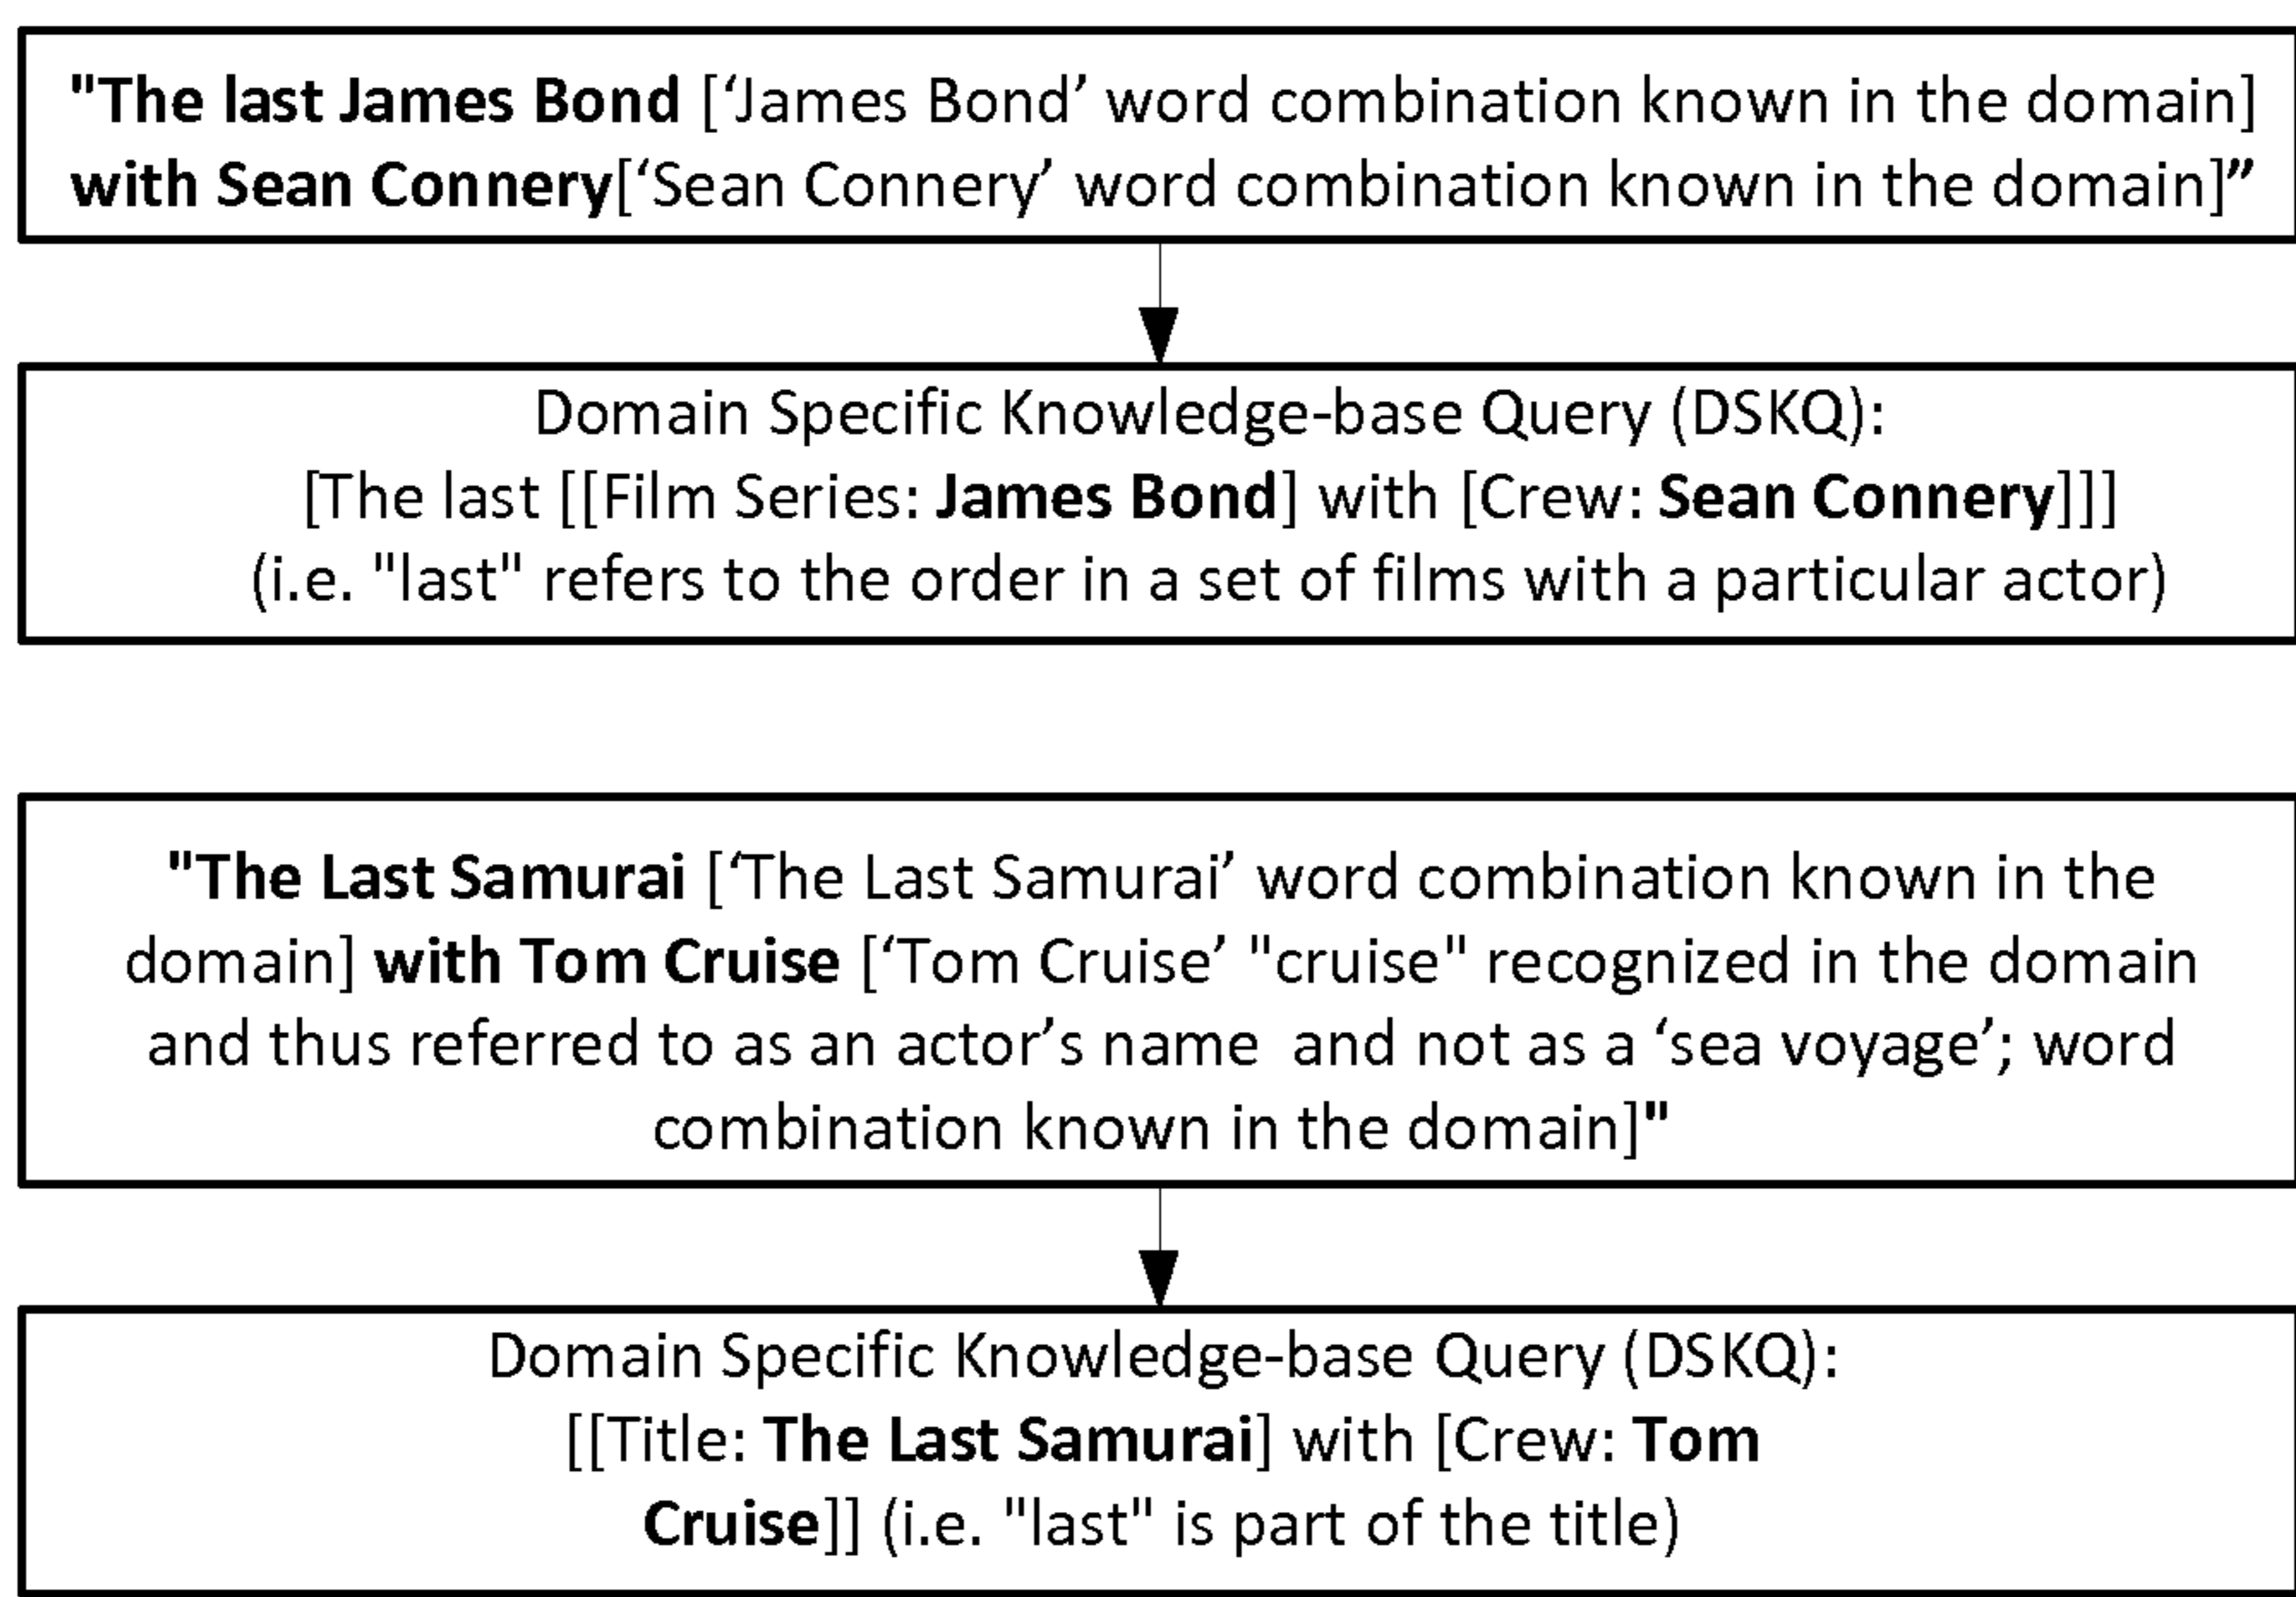 "The last James Bond [‘James Bond’ word combination known in the domain]
with Sean Connery[‘Sean Connery’ word combination known in the domain]”
Domain Specific Knowledge-base Query (DSKQ):
[The last [[Film Series: James Bond] with [Crew: Sean Connery]]]
(i.e. "last" refers to the order in a set of films with a particular actor)
"The Last Samurai [‘The Last Samurai’ word combination known in the
domain] with Tom Cruise [‘Tom Cruise’ "cruise" recognized in the domain
and thus referred to as an actor’s name  and not as a ‘sea voyage’; word
combination known in the domain]"
Domain Specific Knowledge-base Query (DSKQ):
[[Title: The Last Samurai] with [Crew: Tom
Cruise]] (i.e. "last" is part of the title)